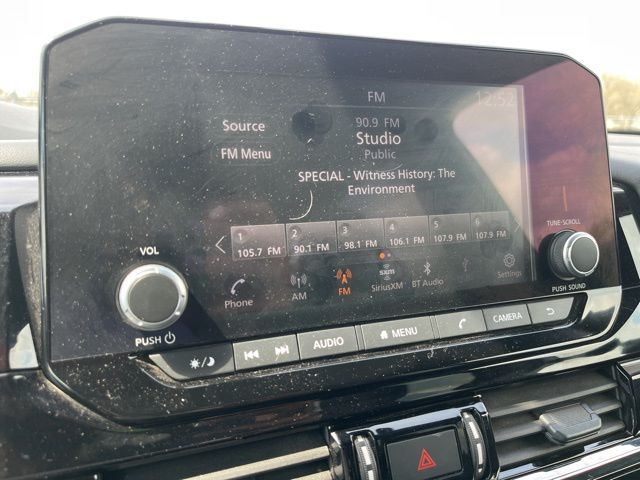 FM
12:52
Source
90.9 FM
Studio
FM Menu
Public
SPECIAL - Witness History: The
Environment
1 2 3 4 5 6
105.7 FM 90.1 FM 98.1 FM 106.1 FM 107.9 FM 107.9 FM
Phone
AM
FM
sxm
SiriusXM
BT Audio
Settings
VOL
PUSH
TUNE•SCROLL
PUSH SOUND
AUDIO
MENU
CAMERA